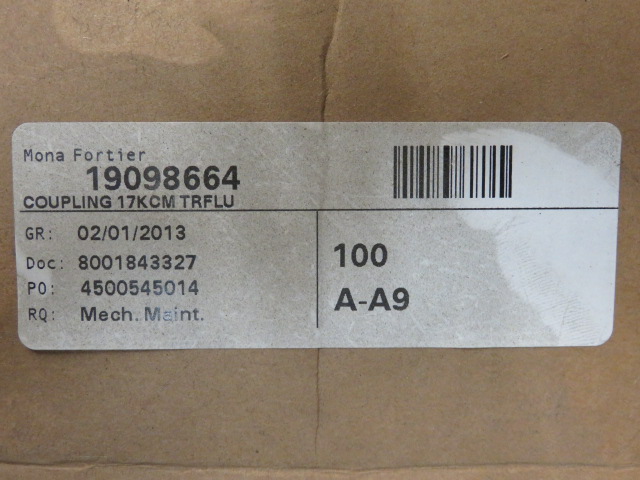 Mona Fortier
19098664
COUPLING 17KCM TRFLU
GR: 02/01/2013
Doc: 8001843327
PO: 4500545014
RQ: Mech. Maint.
100
A-A9